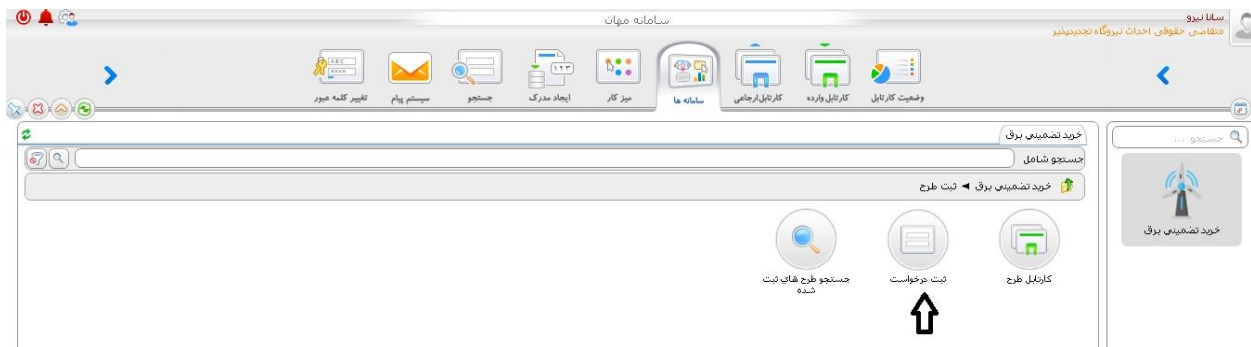 سامانه مهان
سانا نیرو
متقاضی حقوقی احداث نیروگاه تجدیدپذیر
وضعیت کارتابل
کارتابل وارده
کارتابل ارجاعی
سامانه ها
میز کار
ایجاد مدرک
جستجو
سیستم پیام
تغییر کلمه عبور
جستجو ...
خرید تضمینی برق
خرید تضمینی برق
جستجو شامل
خرید تضمینی برق ◄ ثبت طرح
کارتابل طرح
ثبت درخواست
جستجو طرح های ثبت
شده